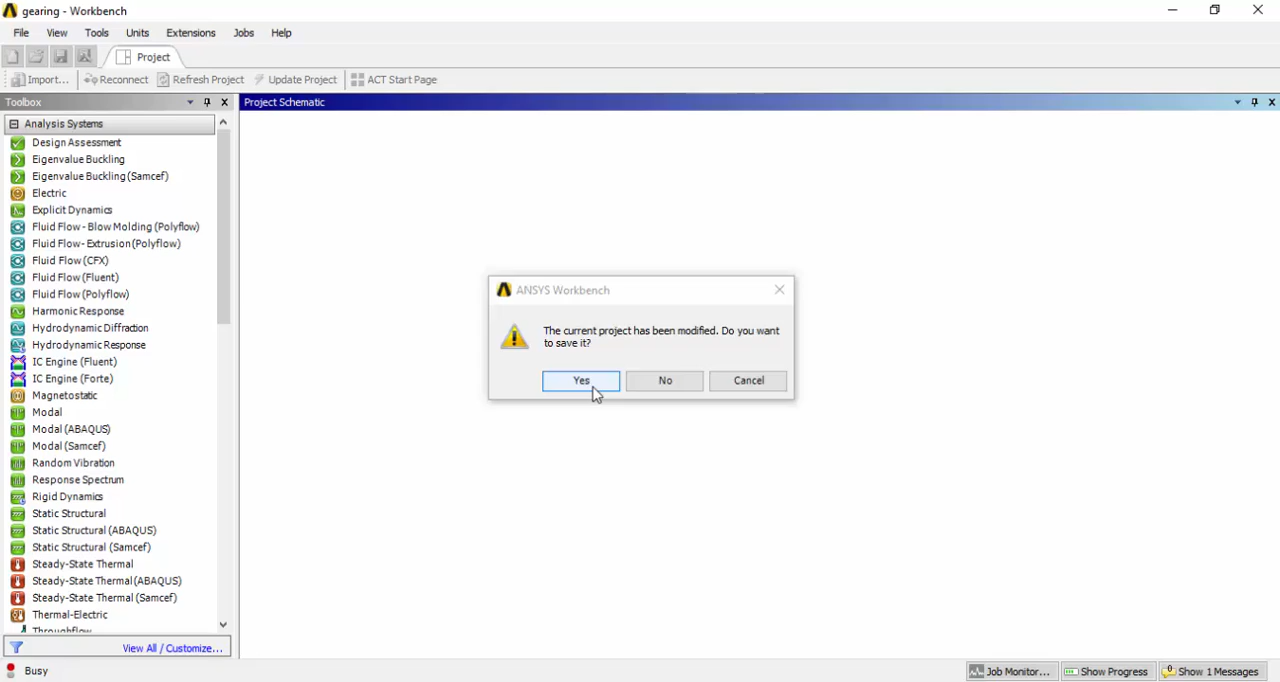 gearing - Workbench
File View Tools Units Extensions Jobs Help
Project
Import... Reconnect Refresh Project Update Project ACT Start Page
Toolbox
Project Schematic
Analysis Systems
Design Assessment
Eigenvalue Buckling
Eigenvalue Buckling (Samcef)
Electric
Explicit Dynamics
Fluid Flow - Blow Molding (Polyflow)
Fluid Flow- Extrusion (Polyflow)
Fluid Flow (CFX)
Fluid Flow (Fluent)
Fluid Flow (Polyflow)
Harmonic Response
Hydrodynamic Diffraction
Hydrodynamic Response
IC Engine (Fluent)
IC Engine (Forte)
Magnetostatic
Modal
Modal (ABAQUS)
Modal (Samcef)
Random Vibration
Response Spectrum
Rigid Dynamics
Static Structural
Static Structural (ABAQUS)
Static Structural (Samcef)
Steady-State Thermal
Steady-State Thermal (ABAQUS)
Steady-State Thermal (Samcef)
Thermal-Electric
Throughflow
View All / Customize...
ANSYS Workbench
The current project has been modified. Do you want
to save it?
Yes No Cancel
Busy
Job Monitor... Show Progress Show 1 Messages